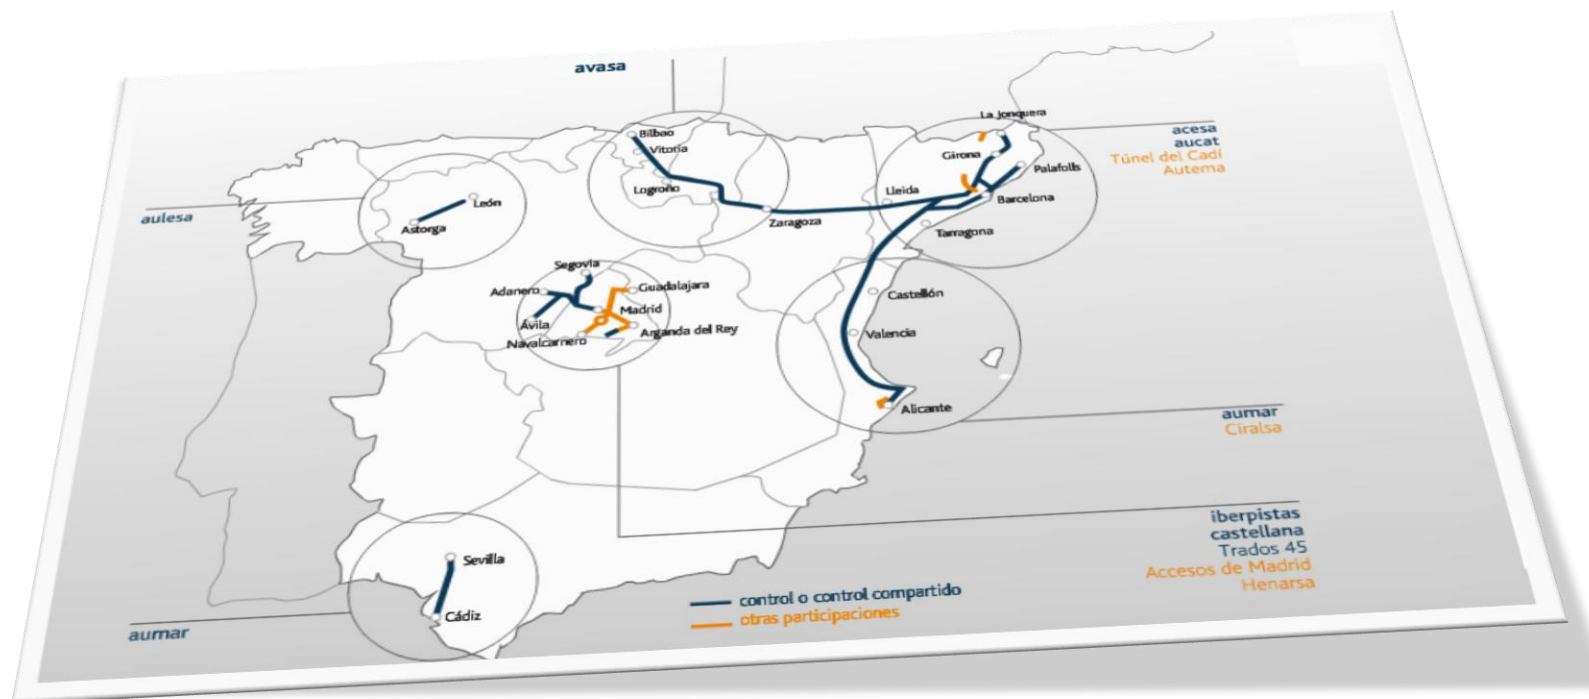 avasa
La Jonquera
acesa
aucat
Túnel del Cadí
Autema
Bilbao
Vitoria
Girona
Palafolls
Logroño
Lleida
Barcelona
aulesa
León
Astorga
Zaragoza
Tarragona
Segovia
Adanero
Guadalajara
Castellón
Madrid
Ávila
Arganda del Rey
Valencia
Navalcarnero
Alicante
aumar
Ciralsa
iberpistas
castellana
Trados 45
Accesos de Madrid
Henarsa
Sevilla
Cádiz
control o control compartido
otras participaciones
aumar